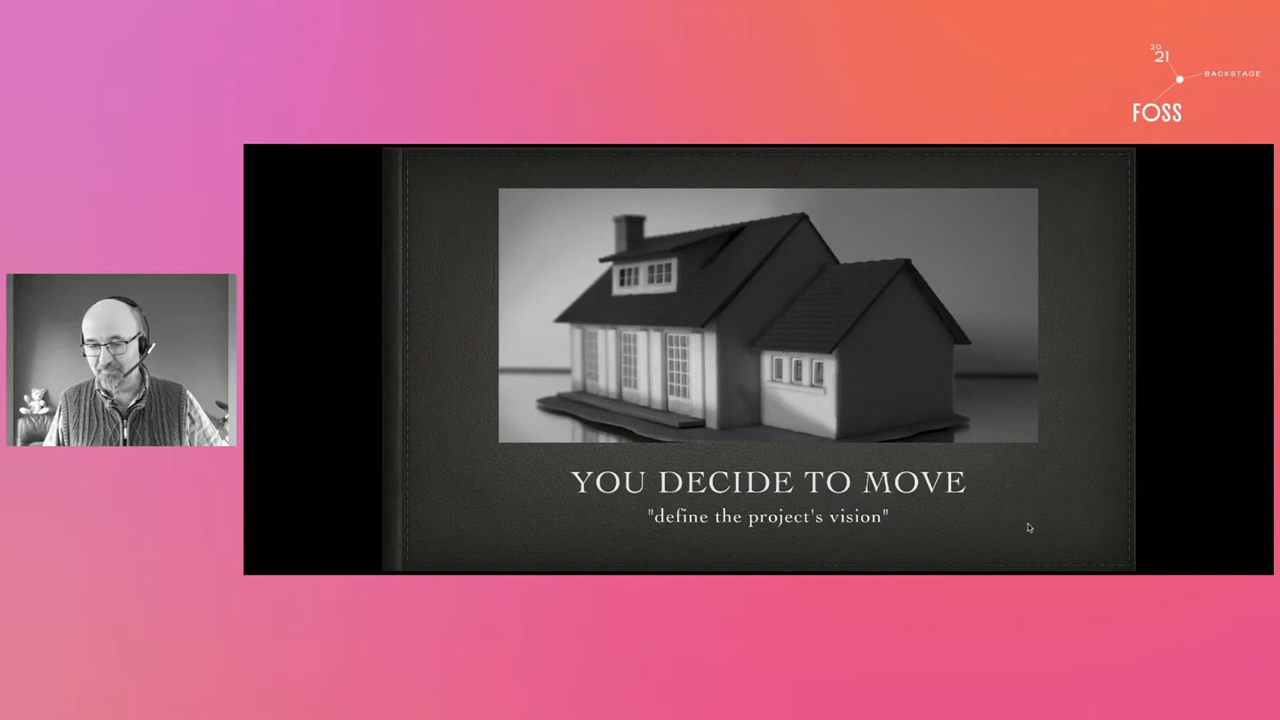 20
21
BACKSTAGE
FOSS
YOU DECIDE TO MOVE
"define the project's vision"